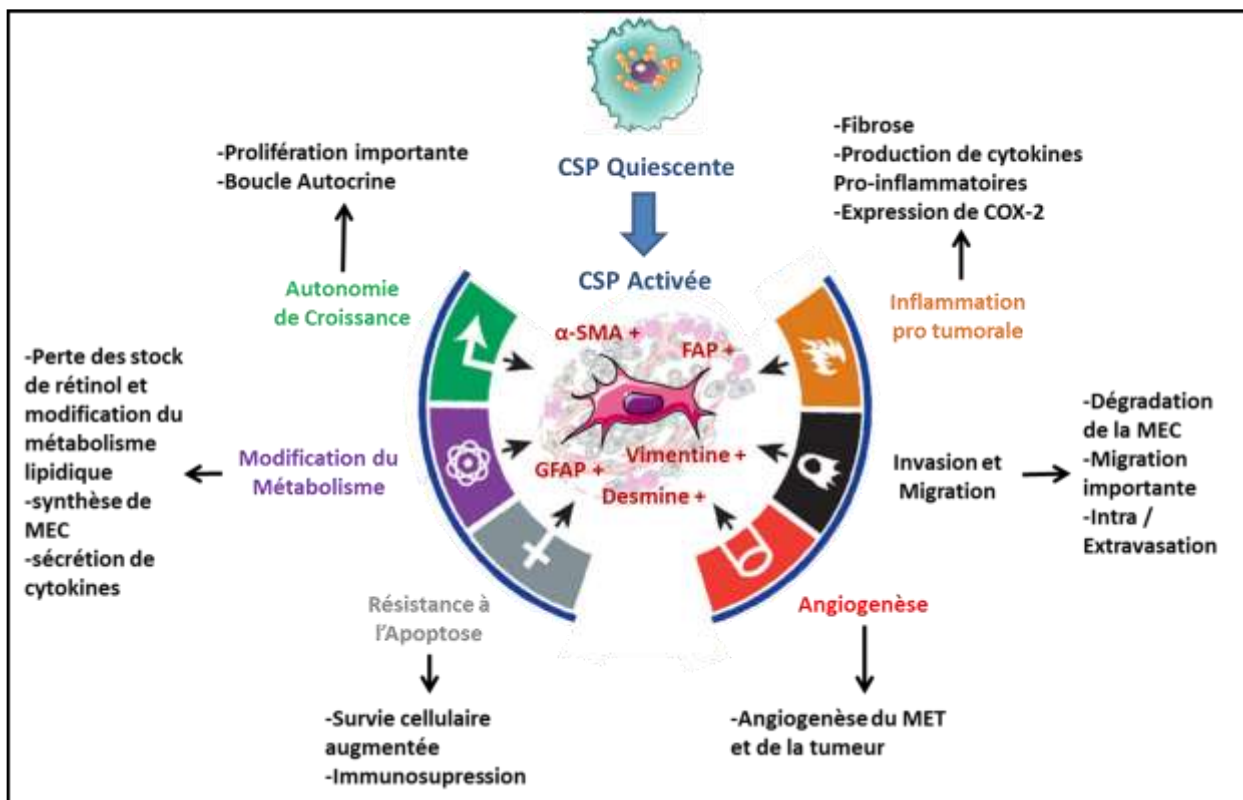 CSP Quiescente
CSP Activée
-Prolifération importante
-Boucle Autocrine
Autonomie
de Croissance
-Perte des stock
de rétinol et
modification du
métabolisme
lipidique
-synthèse de
MEC
-sécrétion de
cytokines
Modification du
Métabolisme
Résistance à
l'Apoptose
-Survie cellulaire
augmentée
-Immunosupression
α-SMA +
FAP +
GFAP +
Vimentine +
Desmine +
-Fibrose
-Production de cytokines
Pro-inflammatoires
-Expression de COX-2
Inflammation
pro tumorale
Invasion et
Migration
-Dégradation
de la MEC
-Migration
importante
-Intra /
Extravasation
Angiogenèse
-Angiogenèse du MET
et de la tumeur